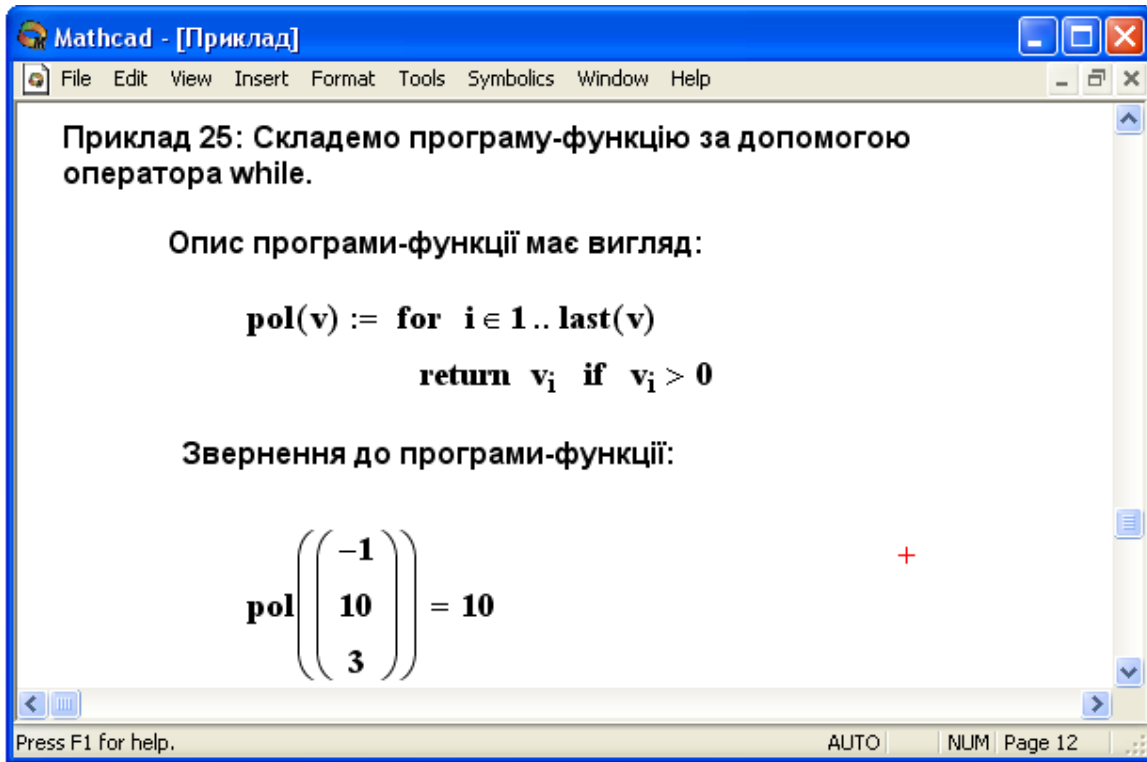 Mathcad - [Приклад]
File Edit View Insert Format Tools Symbolics Window Help
Приклад 25: Складемо програму-функцію за допомогою
оператора while.
Опис програми-функції має вигляд:
pol(v) := for i ∈ 1 .. last(v)
return v_i if v_i > 0
Звернення до програми-функції:
−1
pol 10 = 10
3
Press F1 for help. AUTO NUM Page 12